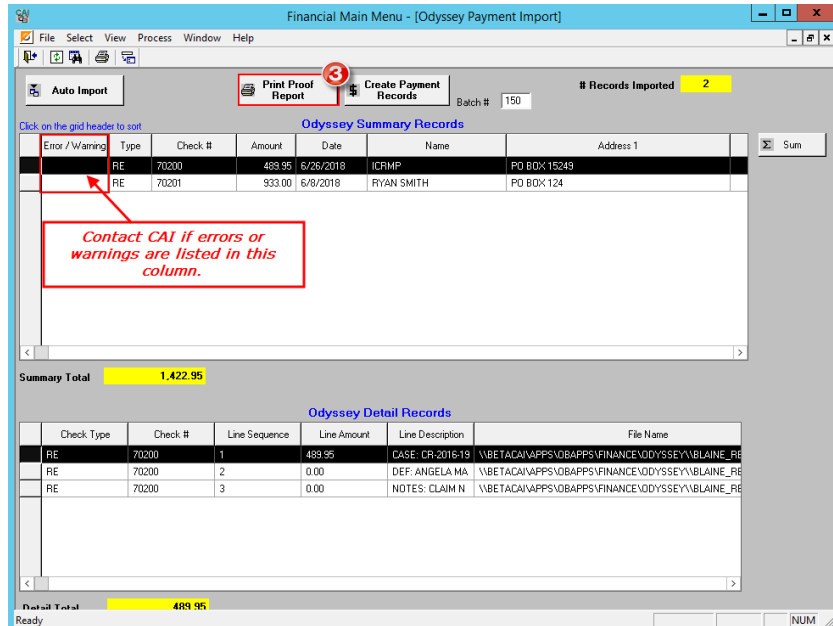 CAI
Financial Main Menu - [Odyssey Payment Import]
File Select View Process Window Help
Auto Import
Print Proof Report
3
$ Create Payment Records
Batch # 150
# Records Imported 2
Click on the grid header to sort
Odyssey Summary Records
Error / Warning Type Check # Amount Date Name Address 1
Σ Sum
RE 70200 489.95 6/26/2018 ICRMP PO BOX 15249
RE 70201 933.00 6/8/2018 RYAN SMITH PO BOX 124
Contact CAI if errors or
warnings are listed in this
column.
Summary Total 1,422.95
Odyssey Detail Records
Check Type Check # Line Sequence Line Amount Line Description File Name
RE 70200 1 489.95 CASE: CR-2016-19 \\BETACAI\APPS\OBAPPS\FINANCE\ODYSSEY\\BLAINE_RE
RE 70200 2 0.00 DEF: ANGELA MA \\BETACAI\APPS\OBAPPS\FINANCE\ODYSSEY\\BLAINE_RE
RE 70200 3 0.00 NOTES: CLAIM N \\BETACAI\APPS\OBAPPS\FINANCE\ODYSSEY\\BLAINE_RE
Detail Total 489.95
Ready
NUM